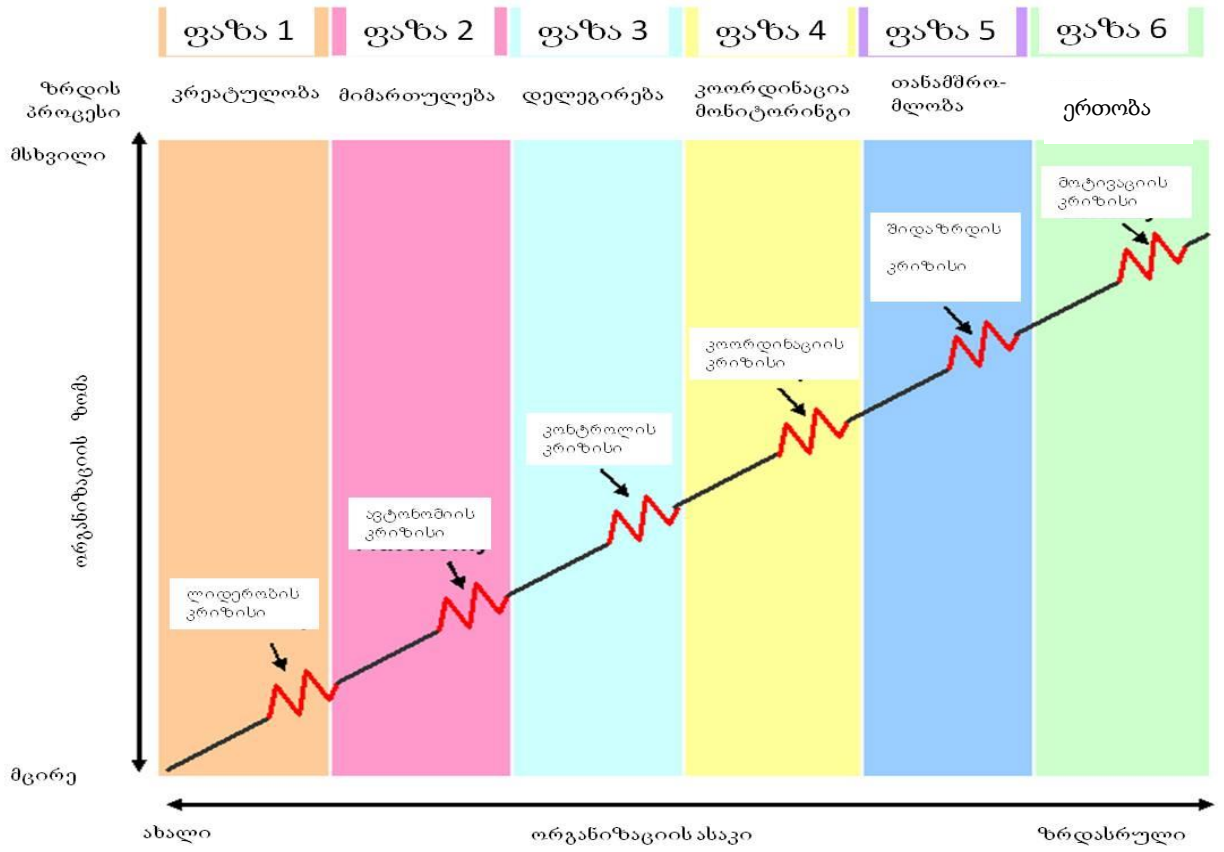 ფაზა 1
ფაზა 2
ფაზა 3
ფაზა 4
ფაზა 5
ფაზა 6
ზრდის
პროცესი
კრეატულობა
მიმართულება
დელეგირება
კოორდინაცია
მონიტორინგი
თანამშრო-
მლობა
ერთობა
მსხვილი
მოტივაციის
კრიზისი
შიდაზრდის
კრიზისი
კოორდინაციის
კრიზისი
კონტროლის
კრიზისი
ავტონომიის
კრიზისი
ლიდერობის
კრიზისი
ორგანიზაციის ზომა
მცირე
ახალი
ორგანიზაციის ასაკი
ზრდასრული